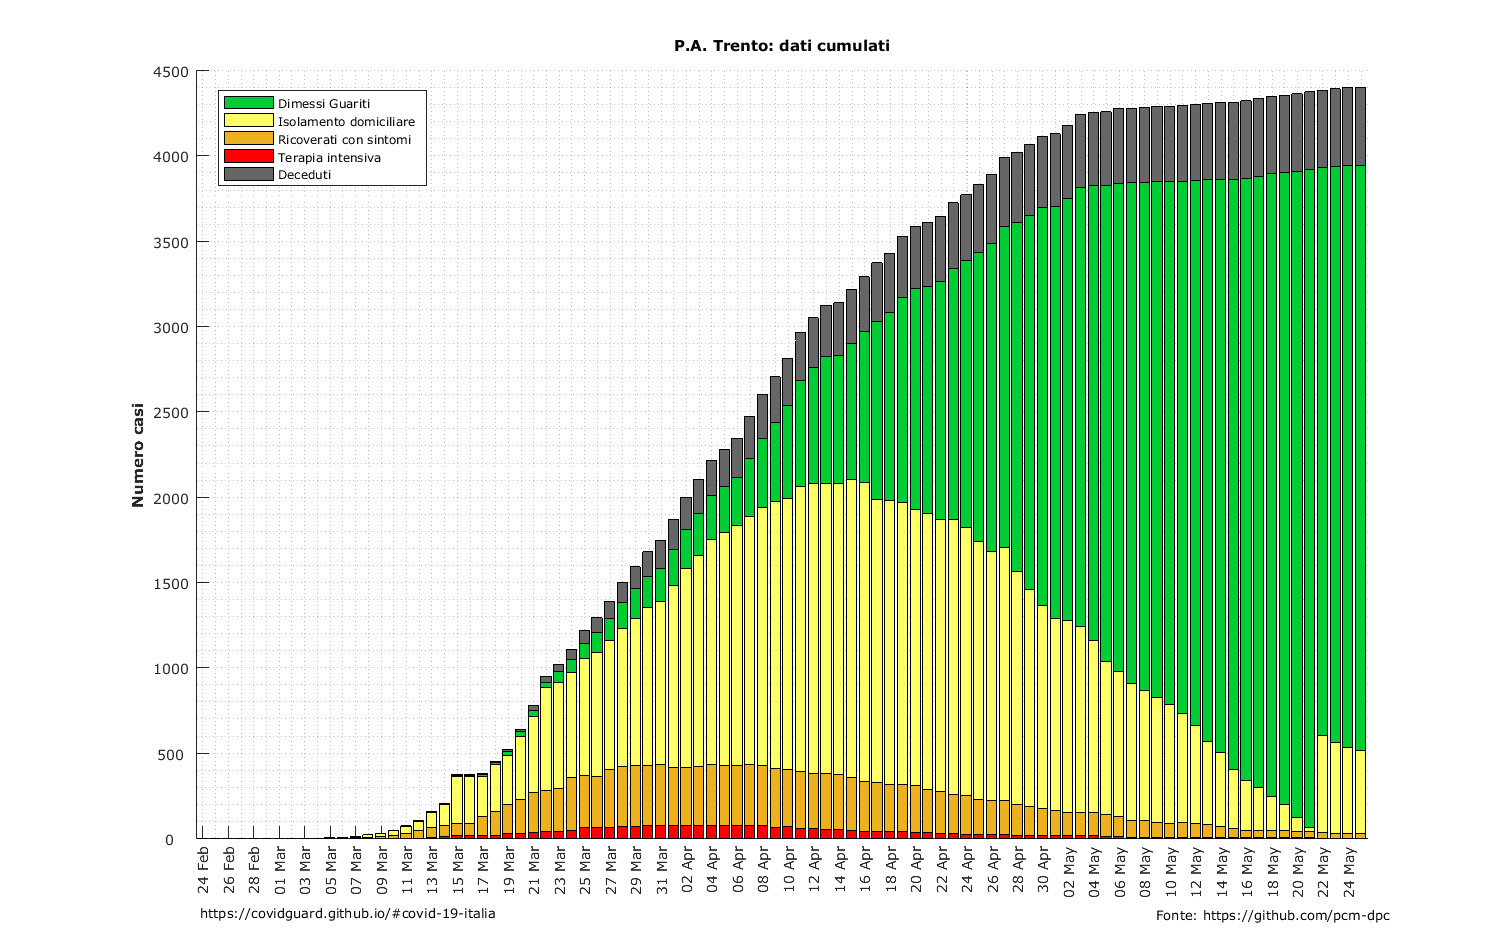 P.A. Trento: dati cumulati
4500
4000
3500
3000
2500
2000
1500
1000
500
0
Numero casi
Dimessi Guariti
Isolamento domiciliare
Ricoverati con sintomi
Terapia intensiva
Deceduti
24 Feb
26 Feb
28 Feb
01 Mar
03 Mar
05 Mar
07 Mar
09 Mar
11 Mar
13 Mar
15 Mar
17 Mar
19 Mar
21 Mar
23 Mar
25 Mar
27 Mar
29 Mar
31 Mar
02 Apr
04 Apr
06 Apr
08 Apr
10 Apr
12 Apr
14 Apr
16 Apr
18 Apr
20 Apr
22 Apr
24 Apr
26 Apr
28 Apr
30 Apr
02 May
04 May
06 May
08 May
10 May
12 May
14 May
16 May
18 May
20 May
22 May
24 May
https://covidguard.github.io/#covid-19-italia
Fonte: https://github.com/pcm-dpc